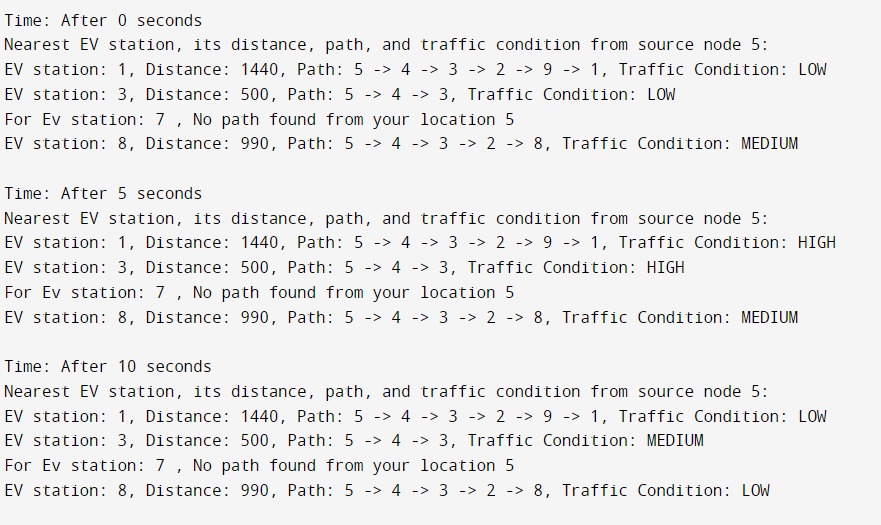 Time: After 0 seconds
Nearest EV station, its distance, path, and traffic condition from source node 5:
EV station: 1, Distance: 1440, Path: 5 -> 4 -> 3 -> 2 -> 9 -> 1, Traffic Condition: LOW
EV station: 3, Distance: 500, Path: 5 -> 4 -> 3, Traffic Condition: LOW
For Ev station: 7 , No path found from your location 5
EV station: 8, Distance: 990, Path: 5 -> 4 -> 3 -> 2 -> 8, Traffic Condition: MEDIUM
Time: After 5 seconds
Nearest EV station, its distance, path, and traffic condition from source node 5:
EV station: 1, Distance: 1440, Path: 5 -> 4 -> 3 -> 2 -> 9 -> 1, Traffic Condition: HIGH
EV station: 3, Distance: 500, Path: 5 -> 4 -> 3, Traffic Condition: HIGH
For Ev station: 7 , No path found from your location 5
EV station: 8, Distance: 990, Path: 5 -> 4 -> 3 -> 2 -> 8, Traffic Condition: MEDIUM
Time: After 10 seconds
Nearest EV station, its distance, path, and traffic condition from source node 5:
EV station: 1, Distance: 1440, Path: 5 -> 4 -> 3 -> 2 -> 9 -> 1, Traffic Condition: LOW
EV station: 3, Distance: 500, Path: 5 -> 4 -> 3, Traffic Condition: MEDIUM
For Ev station: 7 , No path found from your location 5
EV station: 8, Distance: 990, Path: 5 -> 4 -> 3 -> 2 -> 8, Traffic Condition: LOW